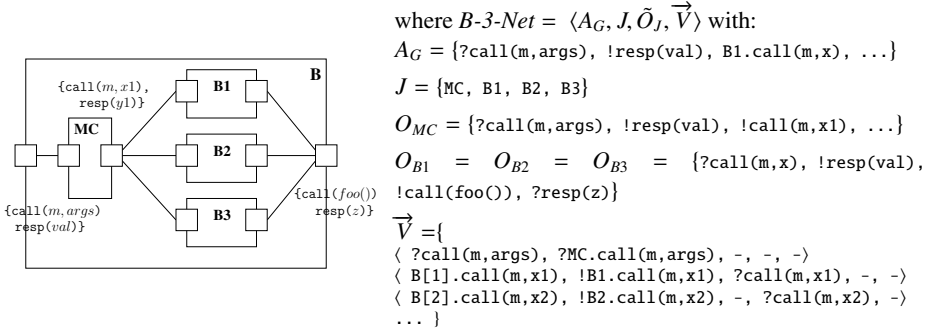 B
{call(m, x1),
resp(y1)}
B1
MC
B2
{call(foo())
resp(z)}
{call(m, args)
resp(val)}
B3
where B-3-Net = ⟨A_G, J, Õ_J, V⃗⟩ with:
A_G = {?call(m,args), !resp(val), B1.call(m,x), ...}
J = {MC, B1, B2, B3}
O_MC = {?call(m,args), !resp(val), !call(m,x1), ...}
O_B1 = O_B2 = O_B3 = {?call(m,x), !resp(val),
!call(foo()), ?resp(z)}
V⃗ ={
⟨ ?call(m,args), ?MC.call(m,args), -, -, -⟩
⟨ B[1].call(m,x1), !B1.call(m,x1), ?call(m,x1), -, -⟩
⟨ B[2].call(m,x2), !B2.call(m,x2), -, ?call(m,x2), -⟩
... }